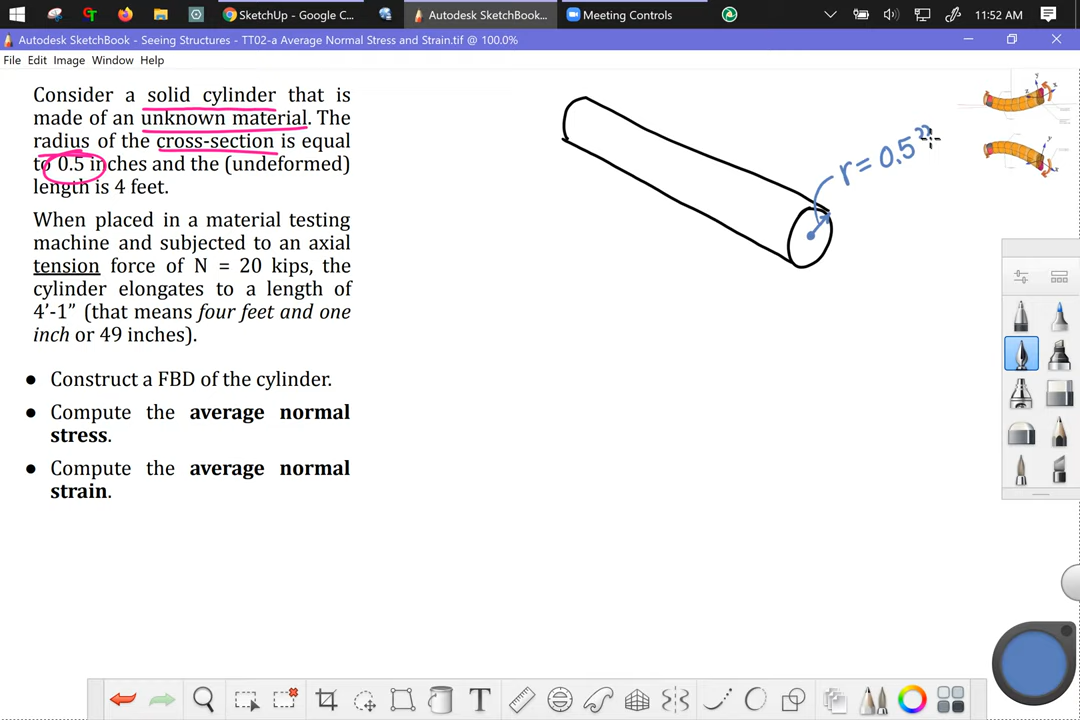 SketchUp - Google C...
Autodesk SketchBook...
Meeting Controls
11:52 AM
Autodesk SketchBook - Seeing Structures - TT02-a Average Normal Stress and Strain.tif @ 100.0%
File Edit Image Window Help
Consider a solid cylinder that is
made of an unknown material. The
radius of the cross-section is equal
to 0.5 inches and the (undeformed)
length is 4 feet.
When placed in a material testing
machine and subjected to an axial
tension force of N = 20 kips, the
cylinder elongates to a length of
4’-1” (that means four feet and one
inch or 49 inches).
● Construct a FBD of the cylinder.
● Compute the average normal
stress.
● Compute the average normal
strain.
r = 0.5"